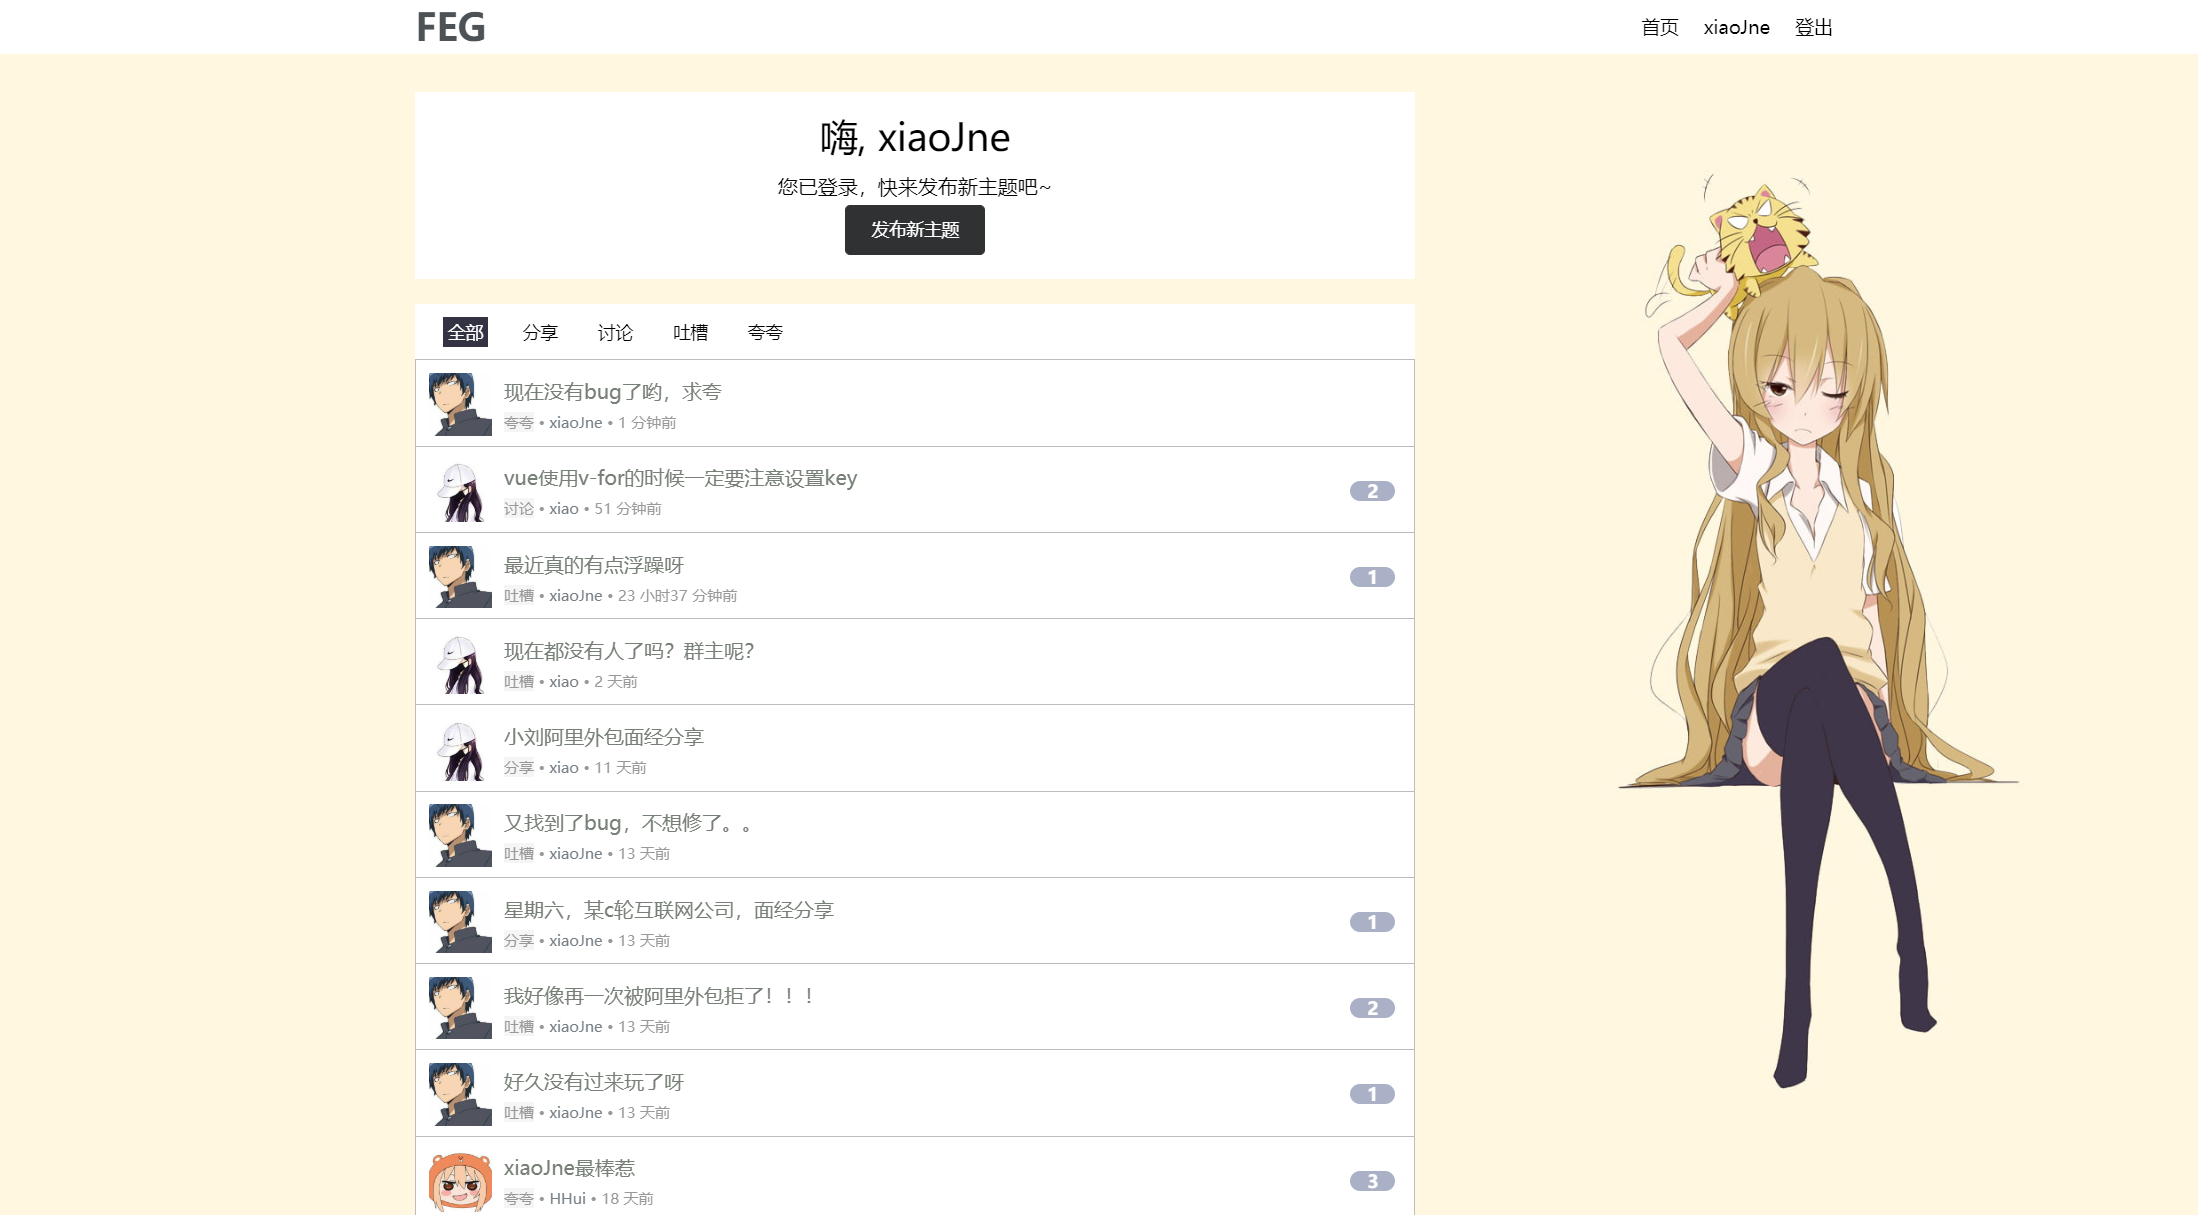 FEG
首页 xiaoJne 登出
嗨, xiaoJne
您已登录，快来发布新主题吧~
发布新主题
全部 分享 讨论 吐槽 夸夸
现在没有bug了哟，求夸
夸夸 • xiaoJne • 1 分钟前
vue使用v-for的时候一定要注意设置key
2
讨论 • xiao • 51 分钟前
最近真的有点浮躁呀
1
吐槽 • xiaoJne • 23 小时37 分钟前
现在都没有人了吗？群主呢？
吐槽 • xiao • 2 天前
小刘阿里外包面经分享
分享 • xiao • 11 天前
又找到了bug，不想修了。。
吐槽 • xiaoJne • 13 天前
星期六，某c轮互联网公司，面经分享
1
分享 • xiaoJne • 13 天前
我好像再一次被阿里外包拒了！！！
2
吐槽 • xiaoJne • 13 天前
好久没有过来玩了呀
1
吐槽 • xiaoJne • 13 天前
xiaoJne最棒惹
3
夸夸 • HHui • 18 天前